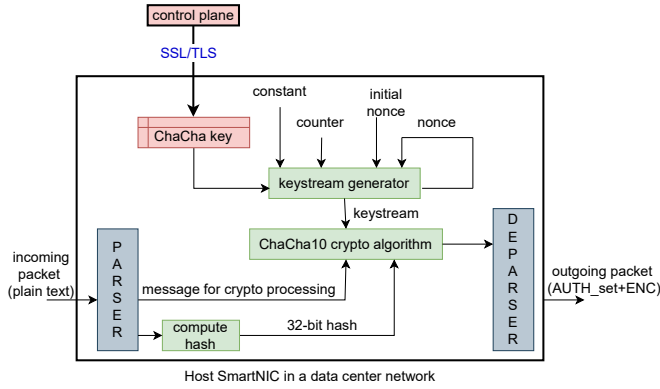 control plane
SSL/TLS
constant
initial
nonce
counter
nonce
ChaCha key
keystream generator
keystream
P
A
R
S
E
R
D
E
P
A
R
S
E
R
ChaCha10 crypto algorithm
incoming
packet
(plain text)
outgoing packet
(AUTH_set+ENC)
message for crypto processing
compute
hash
32-bit hash
Host SmartNIC in a data center network